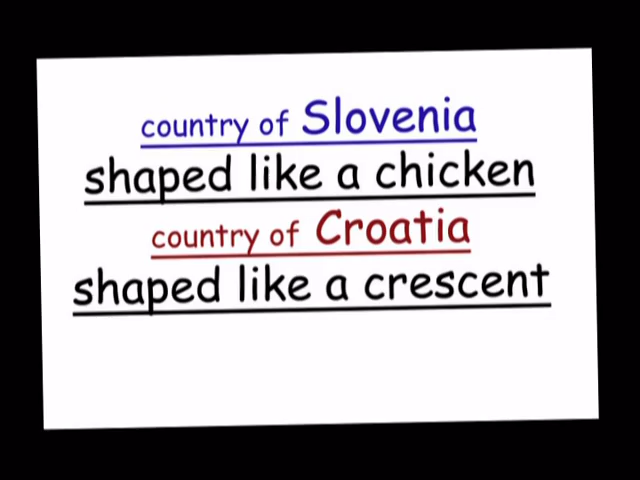 country of Slovenia
shaped like a chicken
country of Croatia
shaped like a crescent